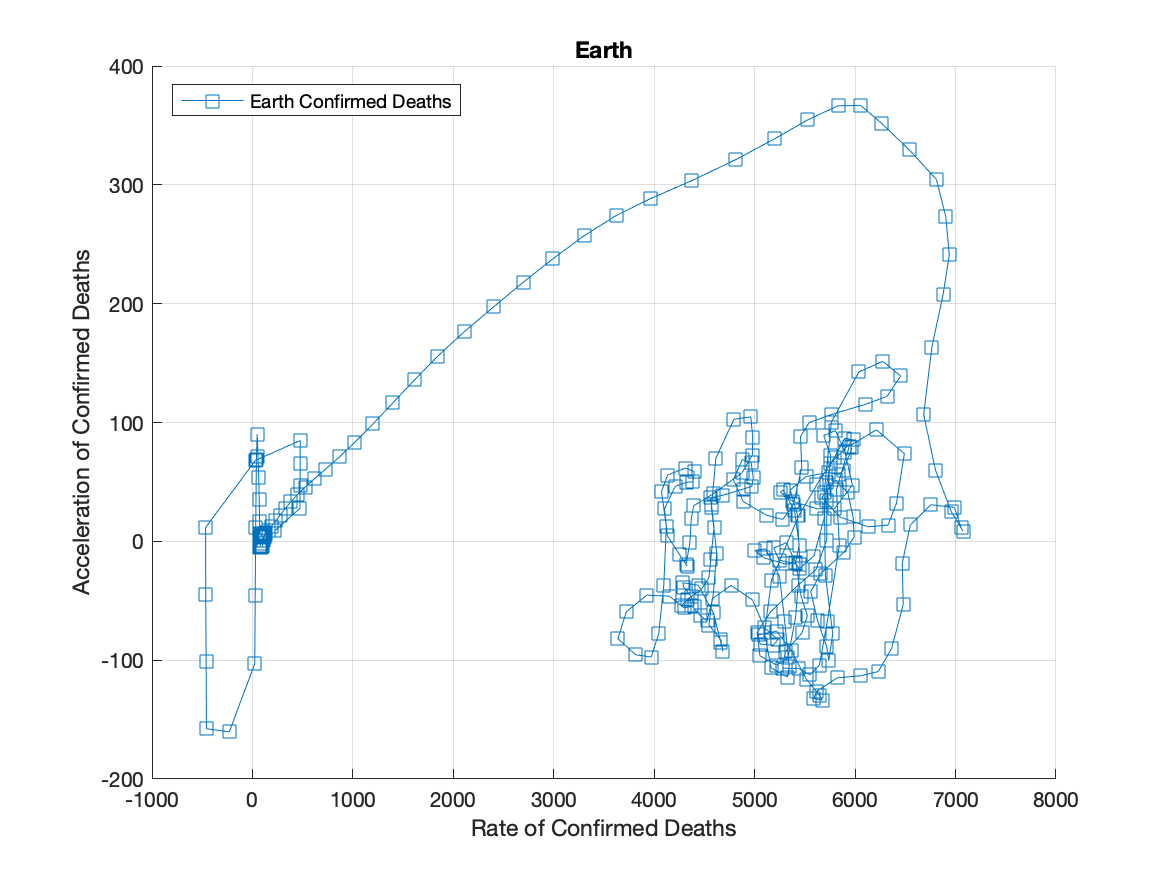 Earth
Earth Confirmed Deaths
400
300
200
100
0
-100
-200
Acceleration of Confirmed Deaths
-1000 0 1000 2000 3000 4000 5000 6000 7000 8000
Rate of Confirmed Deaths